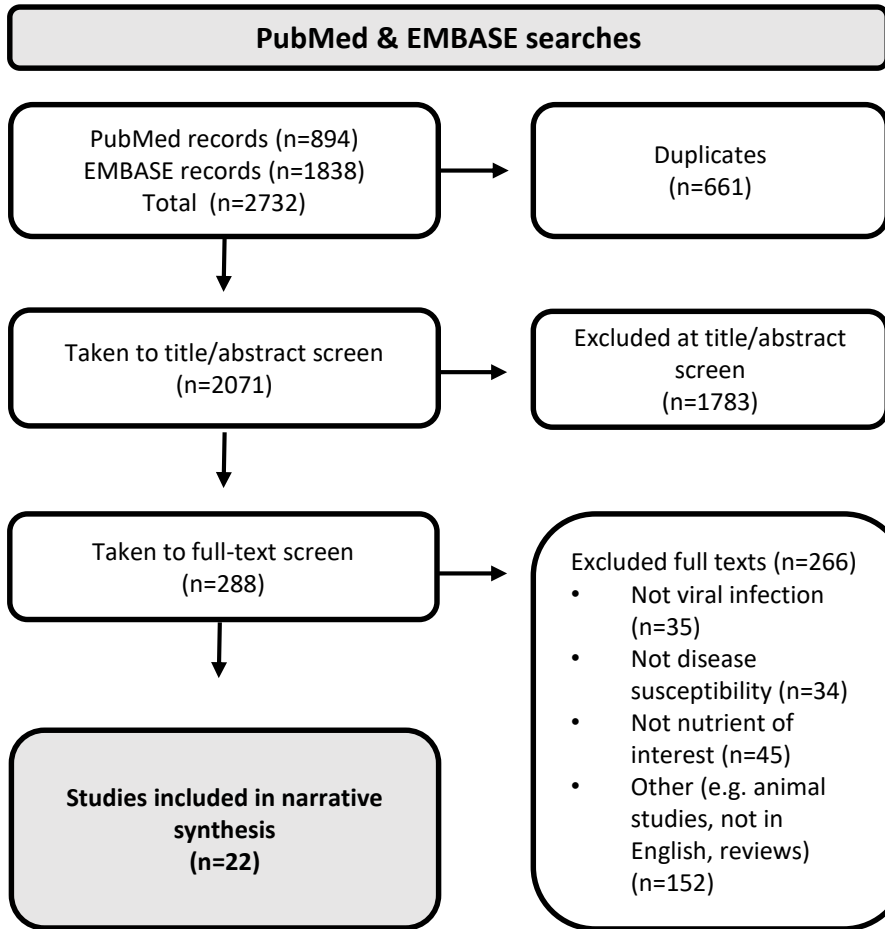 PubMed & EMBASE searches
PubMed records (n=894)
EMBASE records (n=1838)
Total  (n=2732)
Duplicates
(n=661)
Taken to title/abstract screen
(n=2071)
Excluded at title/abstract
screen
(n=1783)
Taken to full-text screen
(n=288)
Excluded full texts (n=266)
• Not viral infection
(n=35)
• Not disease
susceptibility (n=34)
• Not nutrient of
interest (n=45)
• Other (e.g. animal
studies, not in
English, reviews)
(n=152)
Studies included in narrative
synthesis
(n=22)